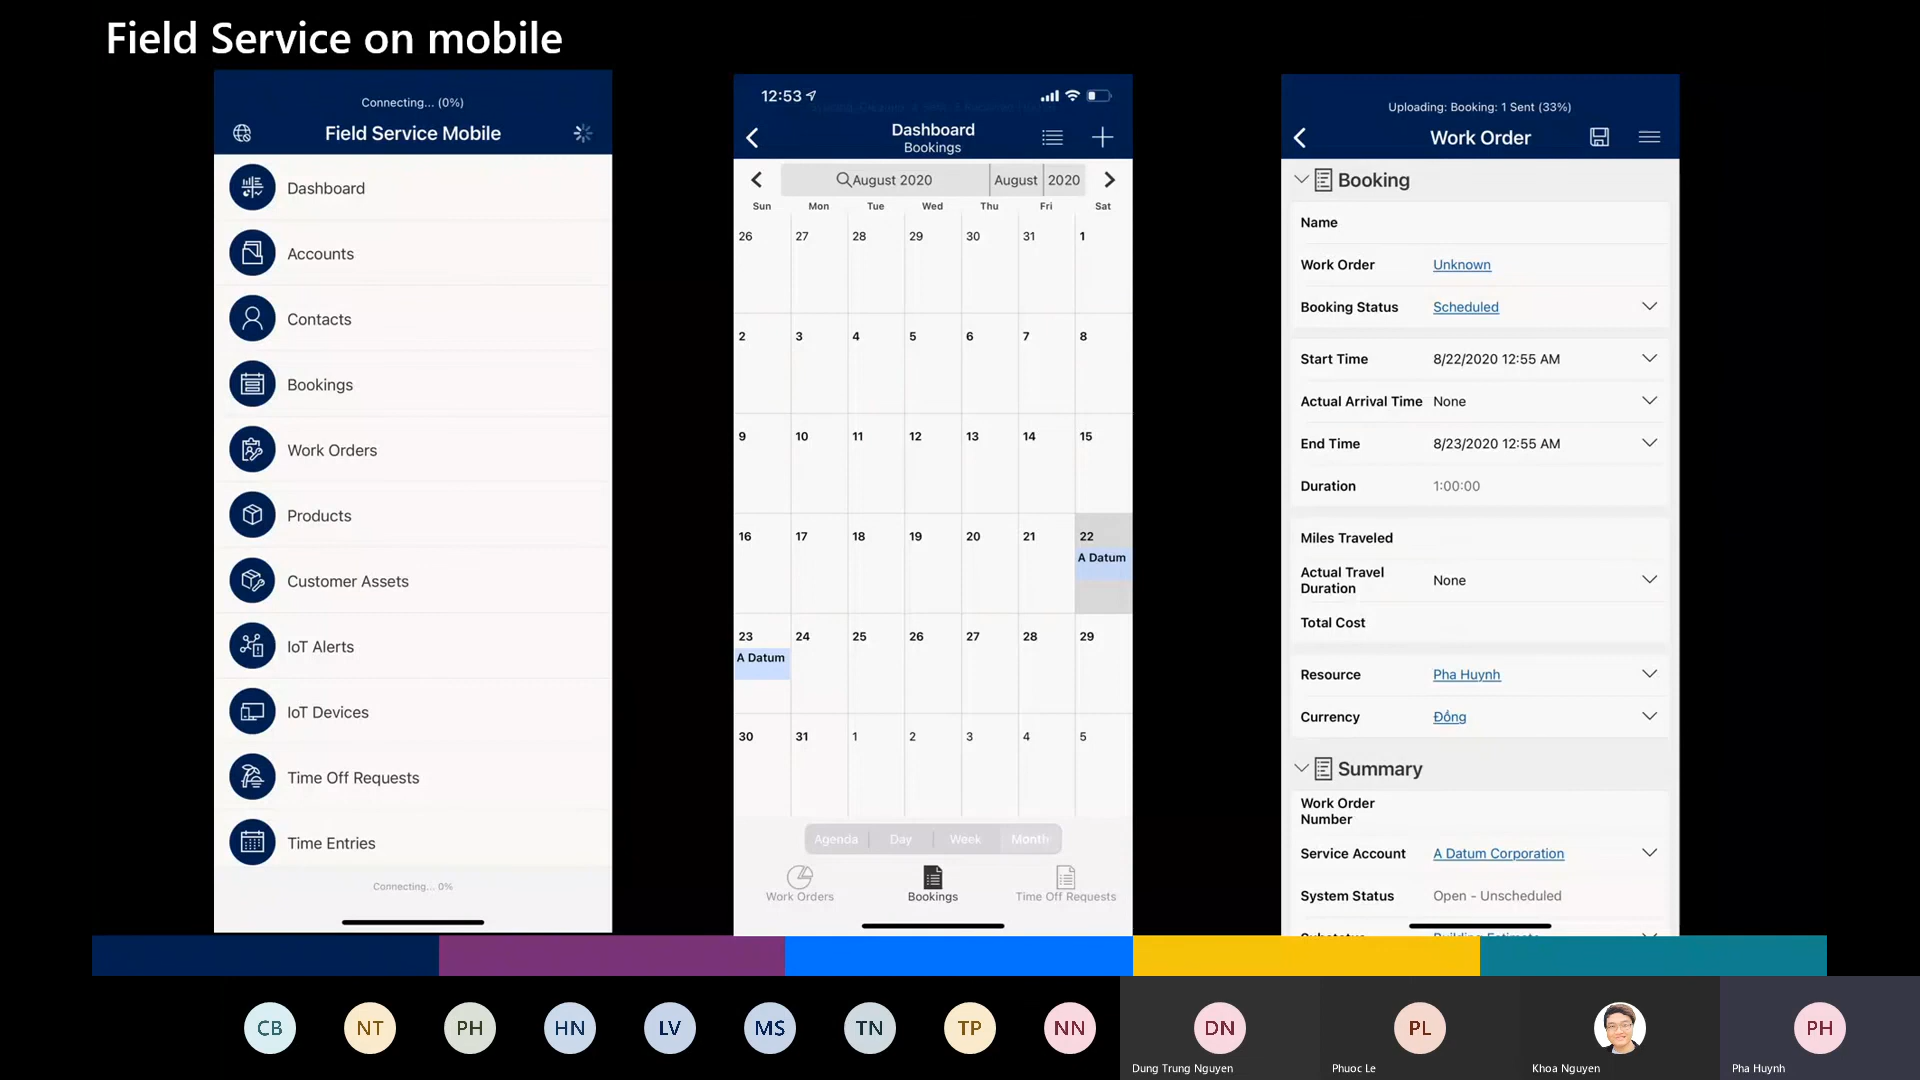 Field Service on mobile
Connecting... (0%)
Field Service Mobile
Dashboard
Accounts
Contacts
Bookings
Work Orders
Products
Customer Assets
IoT Alerts
IoT Devices
Time Off Requests
Time Entries
Connecting... 0%
12:53
Dashboard
Bookings
August 2020 August 2020
Sun Mon Tue Wed Thu Fri Sat
26 27 28 29 30 31 1
2 3 4 5 6 7 8
9 10 11 12 13 14 15
16 17 18 19 20 21 22
A Datum
23 24 25 26 27 28 29
A Datum
30 31 1 2 3 4 5
Agenda Day Week Month
Work Orders Bookings Time Off Requests
Uploading: Booking: 1 Sent (33%)
Work Order
Booking
Name
Work Order Unknown
Booking Status Scheduled
Start Time 8/22/2020 12:55 AM
Actual Arrival Time None
End Time 8/23/2020 12:55 AM
Duration 1:00:00
Miles Traveled
Actual Travel
Duration None
Total Cost
Resource Pha Huynh
Currency Đồng
Summary
Work Order
Number
Service Account A Datum Corporation
System Status Open - Unscheduled
CB NT PH HN LV MS TN TP NN DN PL PH
Dung Trung Nguyen Phuoc Le Khoa Nguyen Pha Huynh